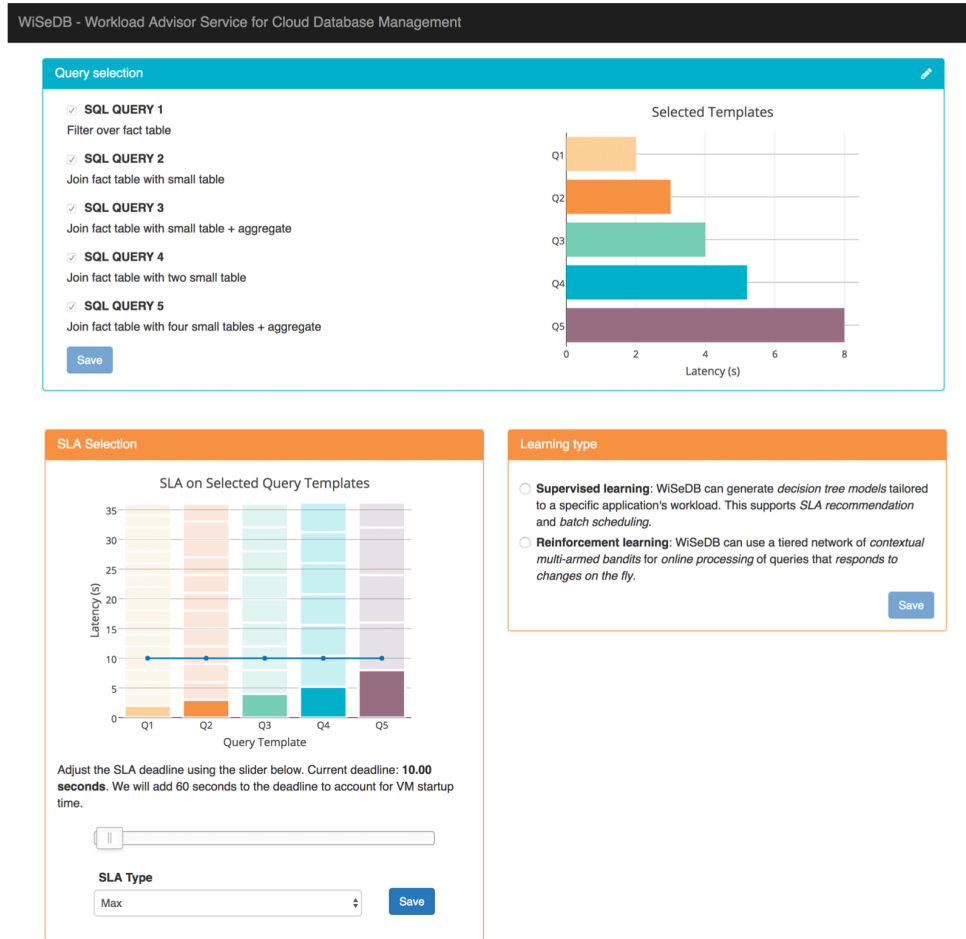 WiSeDB - Workload Advisor Service for Cloud Database Management
Query selection
SQL QUERY 1
Filter over fact table
SQL QUERY 2
Join fact table with small table
SQL QUERY 3
Join fact table with small table + aggregate
SQL QUERY 4
Join fact table with two small table
SQL QUERY 5
Join fact table with four small tables + aggregate
Save
Selected Templates
Q1
Q2
Q3
Q4
Q5
0 2 4 6 8
Latency (s)
SLA Selection
SLA on Selected Query Templates
35
30
25
20
15
10
5
0
Latency (s)
Q1 Q2 Q3 Q4 Q5
Query Template
Adjust the SLA deadline using the slider below. Current deadline: 10.00
seconds. We will add 60 seconds to the deadline to account for VM startup
time.
SLA Type
Max
Save
Learning type
Supervised learning: WiSeDB can generate decision tree models tailored
to a specific application's workload. This supports SLA recommendation
and batch scheduling.
Reinforcement learning: WiSeDB can use a tiered network of contextual
multi-armed bandits for online processing of queries that responds to
changes on the fly.
Save